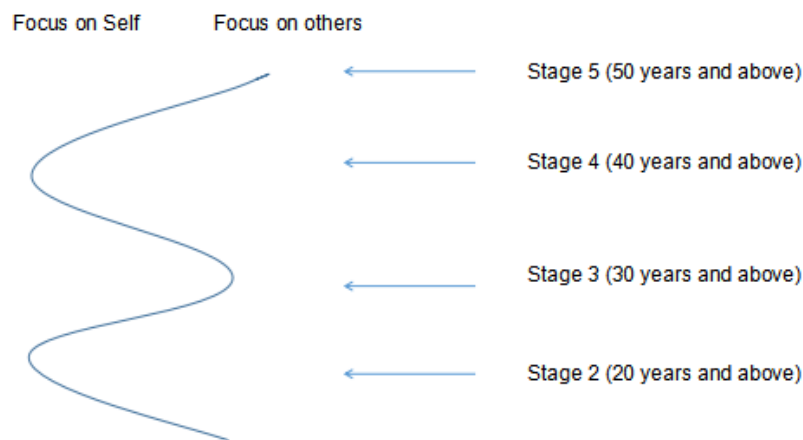 Focus on Self Focus on others
Stage 5 (50 years and above)
Stage 4 (40 years and above)
Stage 3 (30 years and above)
Stage 2 (20 years and above)